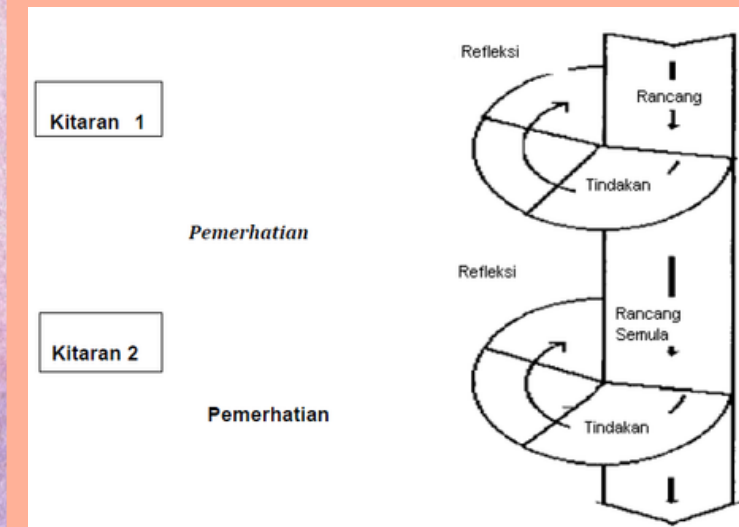 Refleksi
Kitaran 1
Rancang
Tindakan
Pemerhatian
Refleksi
Rancang
Semula
Kitaran 2
Pemerhatian
Tindakan